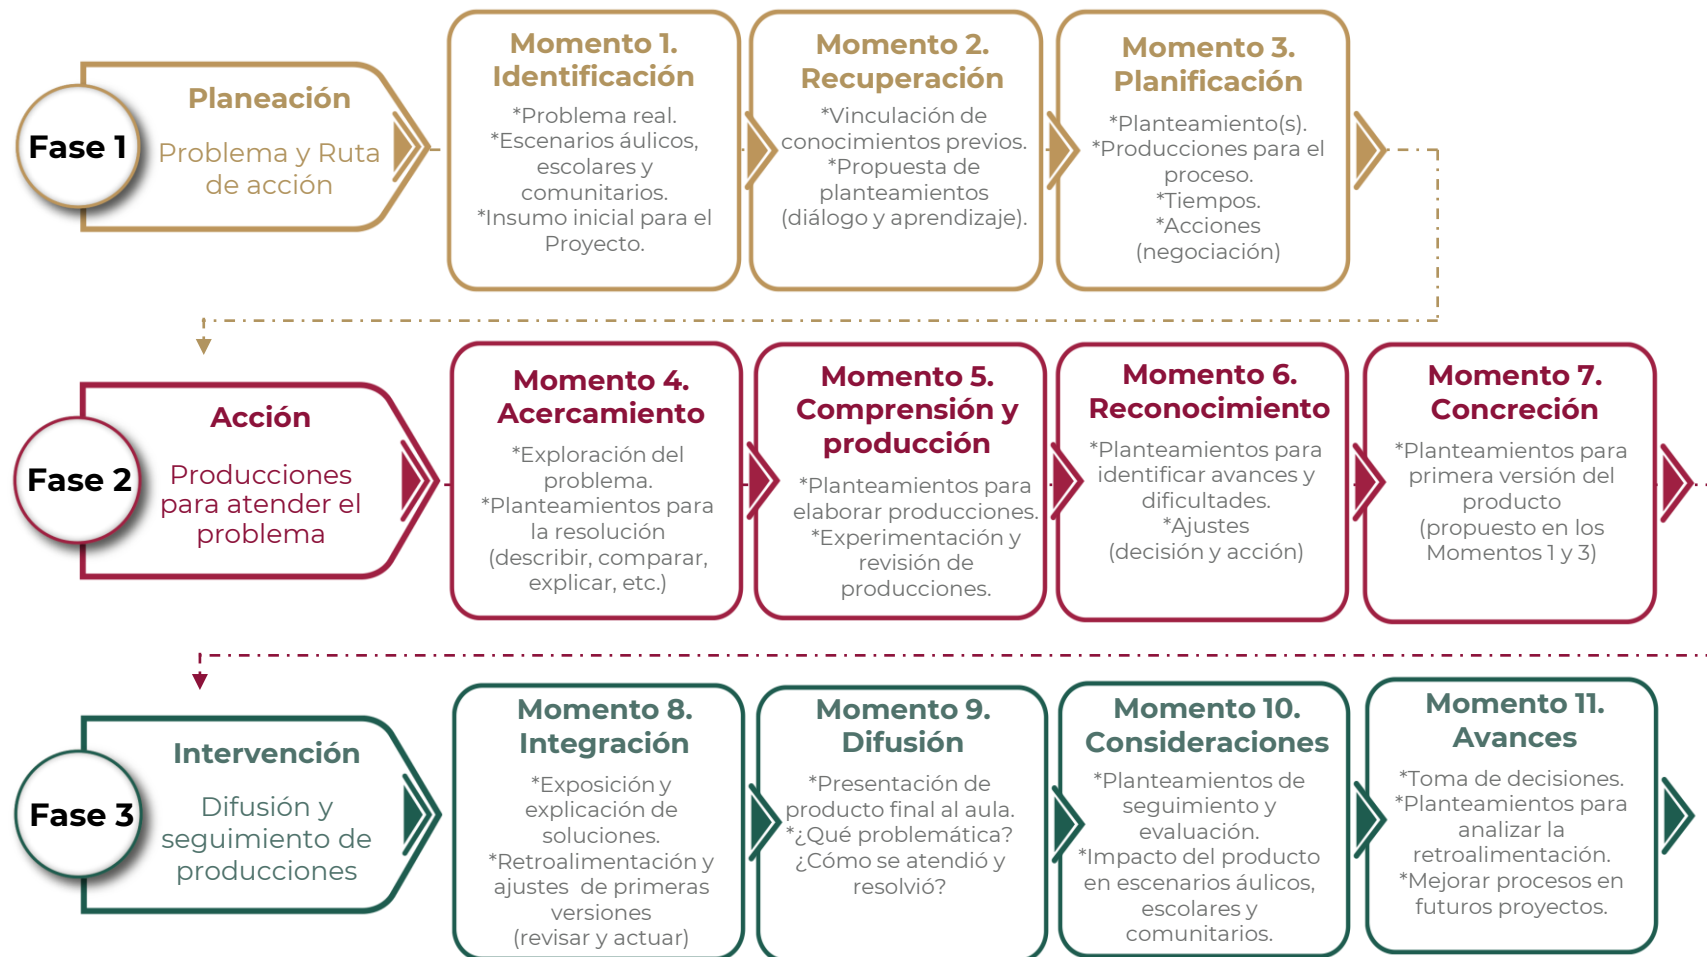 Fase 1
Planeación
Problema y Ruta
de acción
Momento 1.
Identificación
*Problema real.
*Escenarios áulicos,
escolares y
comunitarios.
*Insumo inicial para el
Proyecto.
Momento 2.
Recuperación
*Vinculación de
conocimientos previos.
*Propuesta de
planteamientos
(diálogo y aprendizaje).
Momento 3.
Planificación
*Planteamiento(s).
*Producciones para el
proceso.
*Tiempos.
*Acciones
(negociación)
Fase 2
Acción
Producciones
para atender el
problema
Momento 4.
Acercamiento
*Exploración del
problema.
*Planteamientos para
la resolución
(describir, comparar,
explicar, etc.)
Momento 5.
Comprensión y
producción
*Planteamientos para
elaborar producciones.
*Experimentación y
revisión de
producciones.
Momento 6.
Reconocimiento
*Planteamientos para
identificar avances y
dificultades.
*Ajustes
(decisión y acción)
Momento 7.
Concreción
*Planteamientos para
primera versión del
producto
(propuesto en los
Momentos 1 y 3)
Fase 3
Intervención
Difusión y
seguimiento de
producciones
Momento 8.
Integración
*Exposición y
explicación de
soluciones.
*Retroalimentación y
ajustes de primeras
versiones
(revisar y actuar)
Momento 9.
Difusión
*Presentación de
producto final al aula.
*¿Qué problemática?
¿Cómo se atendió y
resolvió?
Momento 10.
Consideraciones
*Planteamientos de
seguimiento y
evaluación.
*Impacto del producto
en escenarios áulicos,
escolares y
comunitarios.
Momento 11.
Avances
*Toma de decisiones.
*Planteamientos para
analizar la
retroalimentación.
*Mejorar procesos en
futuros proyectos.